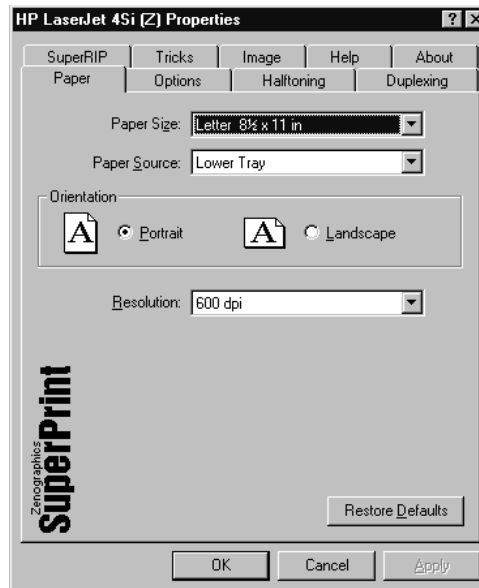 HP LaserJet 4Si (Z) Properties
SuperRIP Tricks Image Help About
Paper Options Halftoning Duplexing
Paper Size: Letter 8½ x 11 in
Paper Source: Lower Tray
Orientation
A Portrait A Landscape
Resolution: 600 dpi
Zenographics
SuperPrint
Restore Defaults
OK Cancel Apply